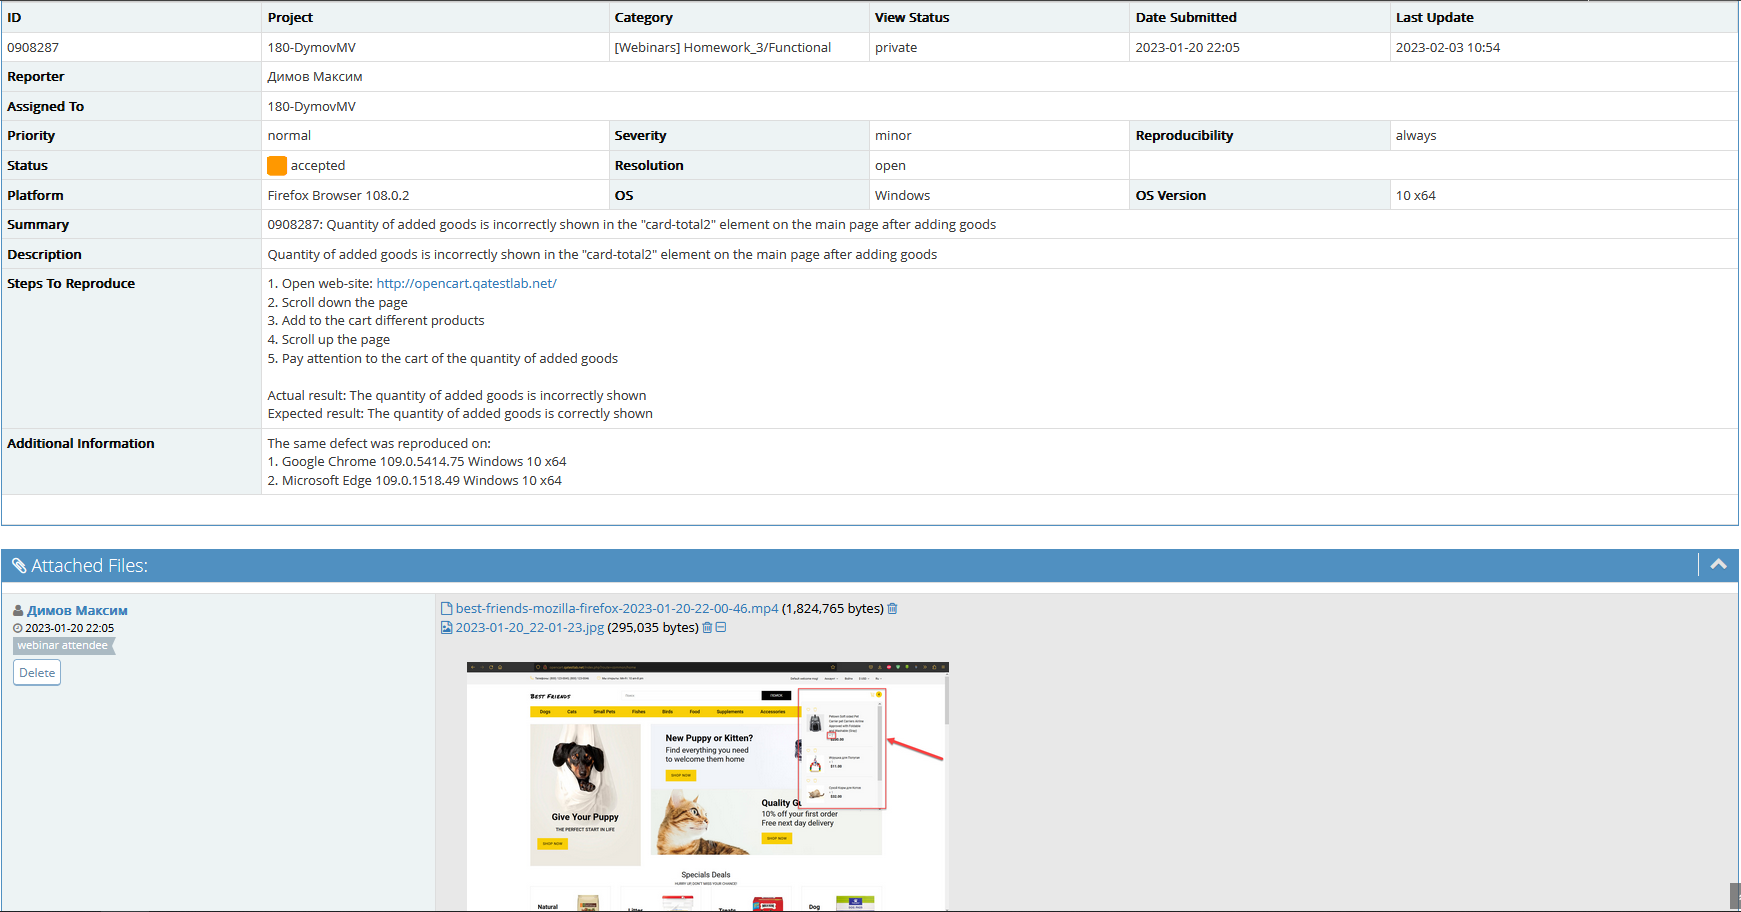 ID Project Category View Status Date Submitted Last Update
0908287 180-DymovMV [Webinars] Homework_3/Functional private 2023-01-20 22:05 2023-02-03 10:54
Reporter Димов Максим
Assigned To 180-DymovMV
Priority normal Severity minor Reproducibility always
Status accepted Resolution open
Platform Firefox Browser 108.0.2 OS Windows OS Version 10 x64
Summary 0908287: Quantity of added goods is incorrectly shown in the "card-total2" element on the main page after adding goods
Description Quantity of added goods is incorrectly shown in the "card-total2" element on the main page after adding goods
Steps To Reproduce 1. Open web-site: http://opencart.qatestlab.net/
2. Scroll down the page
3. Add to the cart different products
4. Scroll up the page
5. Pay attention to the cart of the quantity of added goods
Actual result: The quantity of added goods is incorrectly shown
Expected result: The quantity of added goods is correctly shown
Additional Information The same defect was reproduced on:
1. Google Chrome 109.0.5414.75 Windows 10 x64
2. Microsoft Edge 109.0.1518.49 Windows 10 x64
Attached Files:
Димов Максим
2023-01-20 22:05
webinar attendee
Delete
best-friends-mozilla-firefox-2023-01-20-22-00-46.mp4 (1,824,765 bytes)
2023-01-20_22-01-23.jpg (295,035 bytes)
BEST FRIENDS
ПОИСК
Dogs Cats Small Pets Fishes Birds Food Supplements Accessories
New Puppy or Kitten?
Find everything you need
to welcome them home
SHOP NOW
$11.00
Give Your Puppy
THE PERFECT START IN LIFE
SHOP NOW
Quality G
10% off your first order
Free next day delivery
SHOP NOW
Specials Deals
HURRY UP! DON'T MISS YOUR CHANCE!
Natural Litter Treats Dog